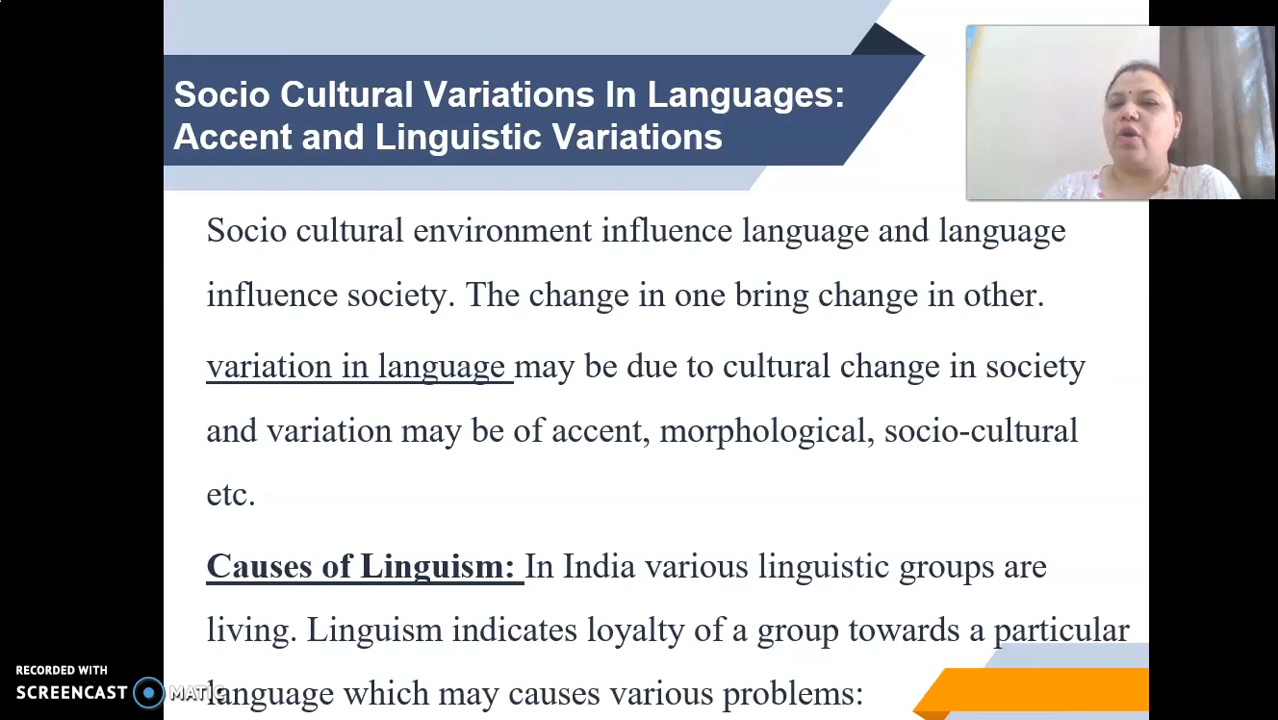 Socio Cultural Variations In Languages:
Accent and Linguistic Variations
Socio cultural environment influence language and language
influence society. The change in one bring change in other.
variation in language may be due to cultural change in society
and variation may be of accent, morphological, socio-cultural
etc.
Causes of Linguism: In India various linguistic groups are
living. Linguism indicates loyalty of a group towards a particular
language which may causes various problems:
RECORDED WITH
SCREENCAST MATIC